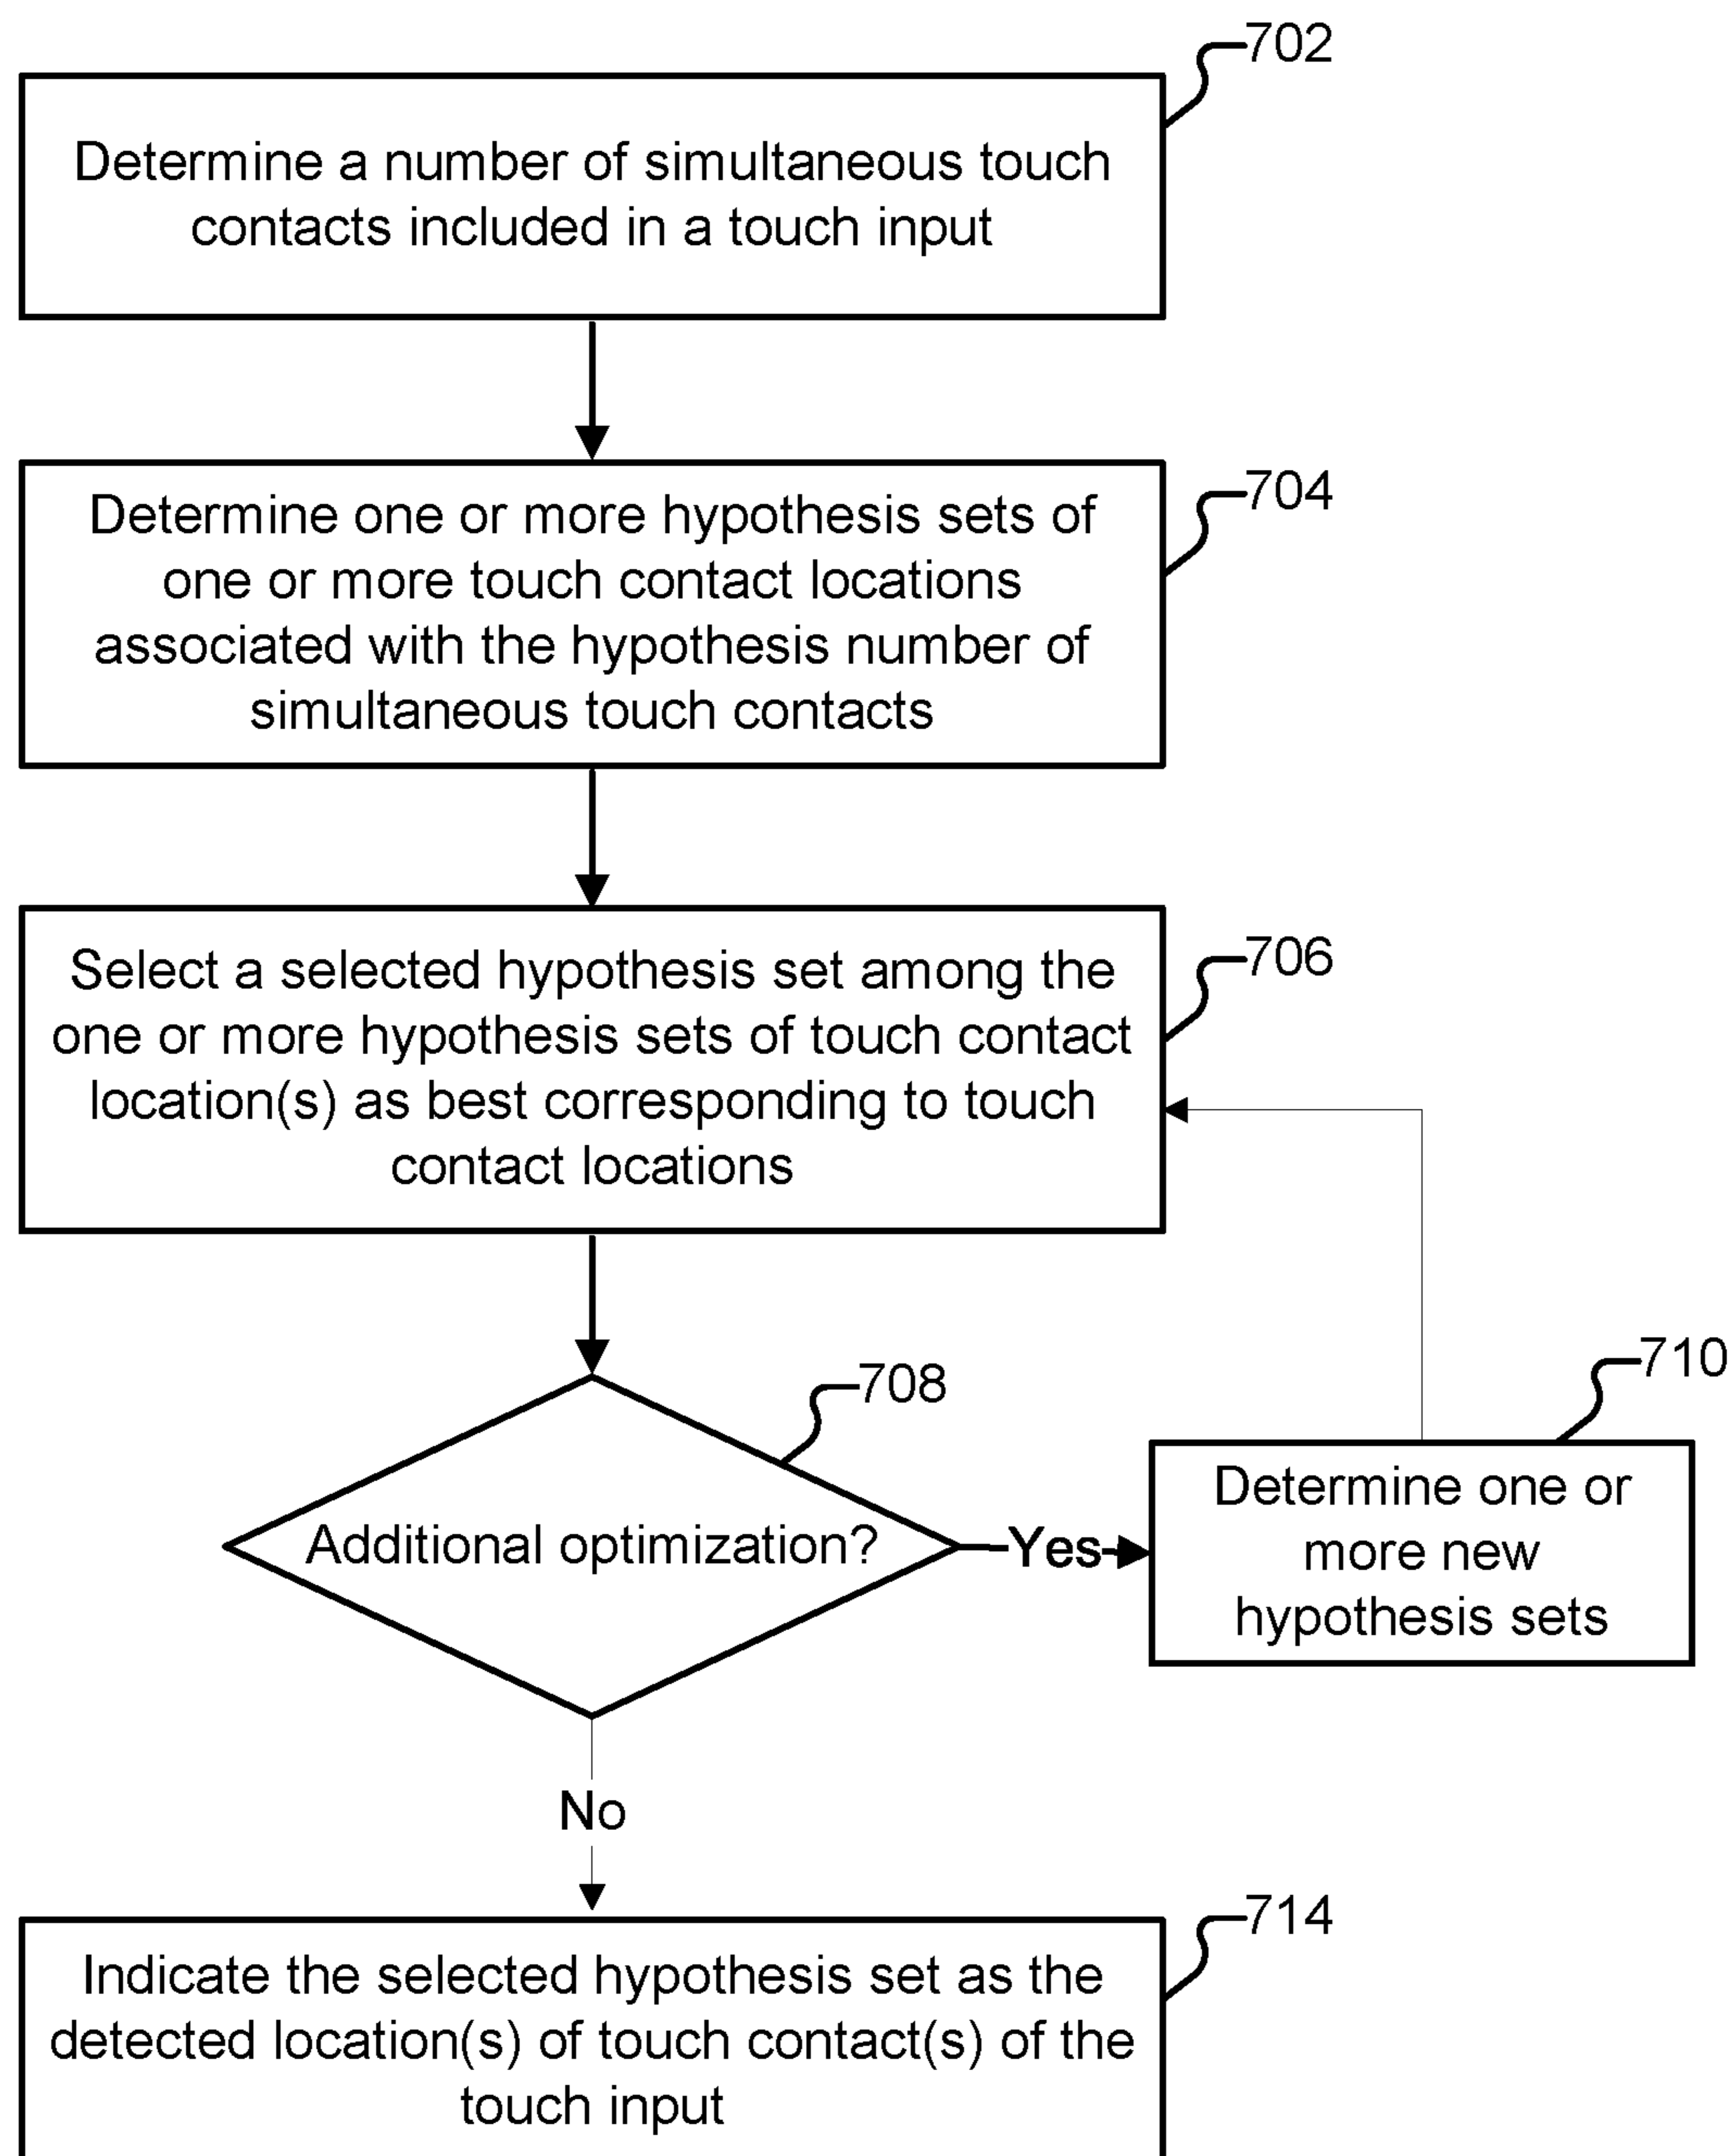 702
Determine a number of simultaneous touch
contacts included in a touch input
704
Determine one or more hypothesis sets of
one or more touch contact locations
associated with the hypothesis number of
simultaneous touch contacts
706
Select a selected hypothesis set among the
one or more hypothesis sets of touch contact
location(s) as best corresponding to touch
contact locations
708
Additional optimization?
Yes
710
Determine one or
more new
hypothesis sets
No
714
Indicate the selected hypothesis set as the
detected location(s) of touch contact(s) of the
touch input